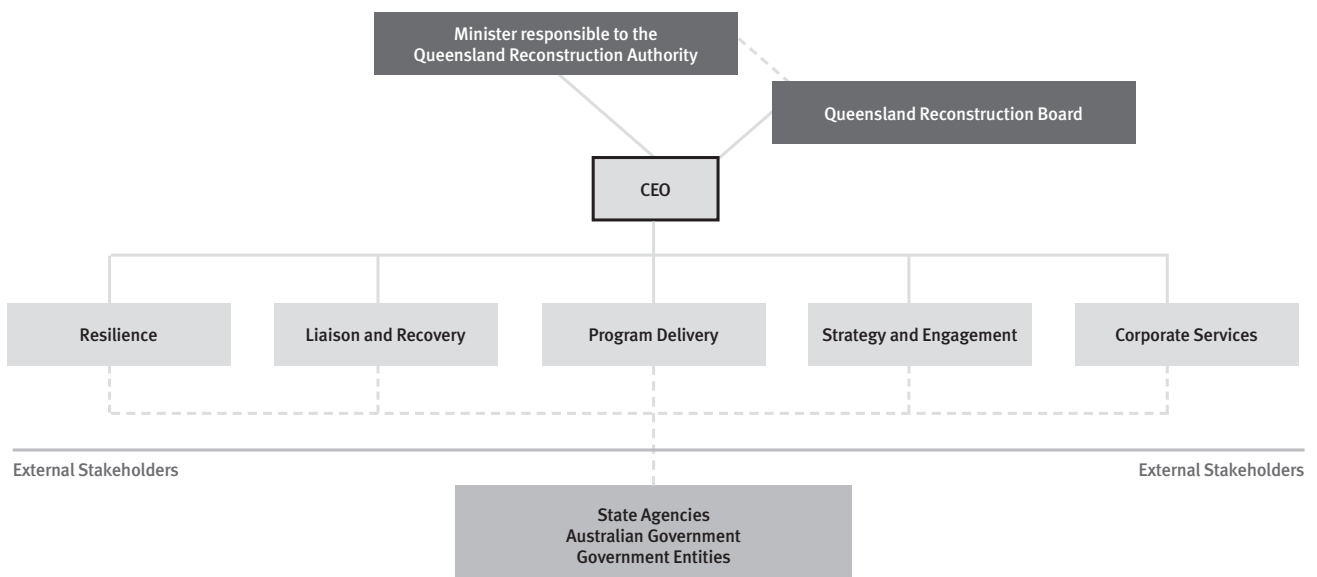 Minister responsible to the
Queensland Reconstruction Authority
Queensland Reconstruction Board
CEO
Resilience
Liaison and Recovery
Program Delivery
Strategy and Engagement
Corporate Services
External Stakeholders
External Stakeholders
State Agencies
Australian Government
Government Entities